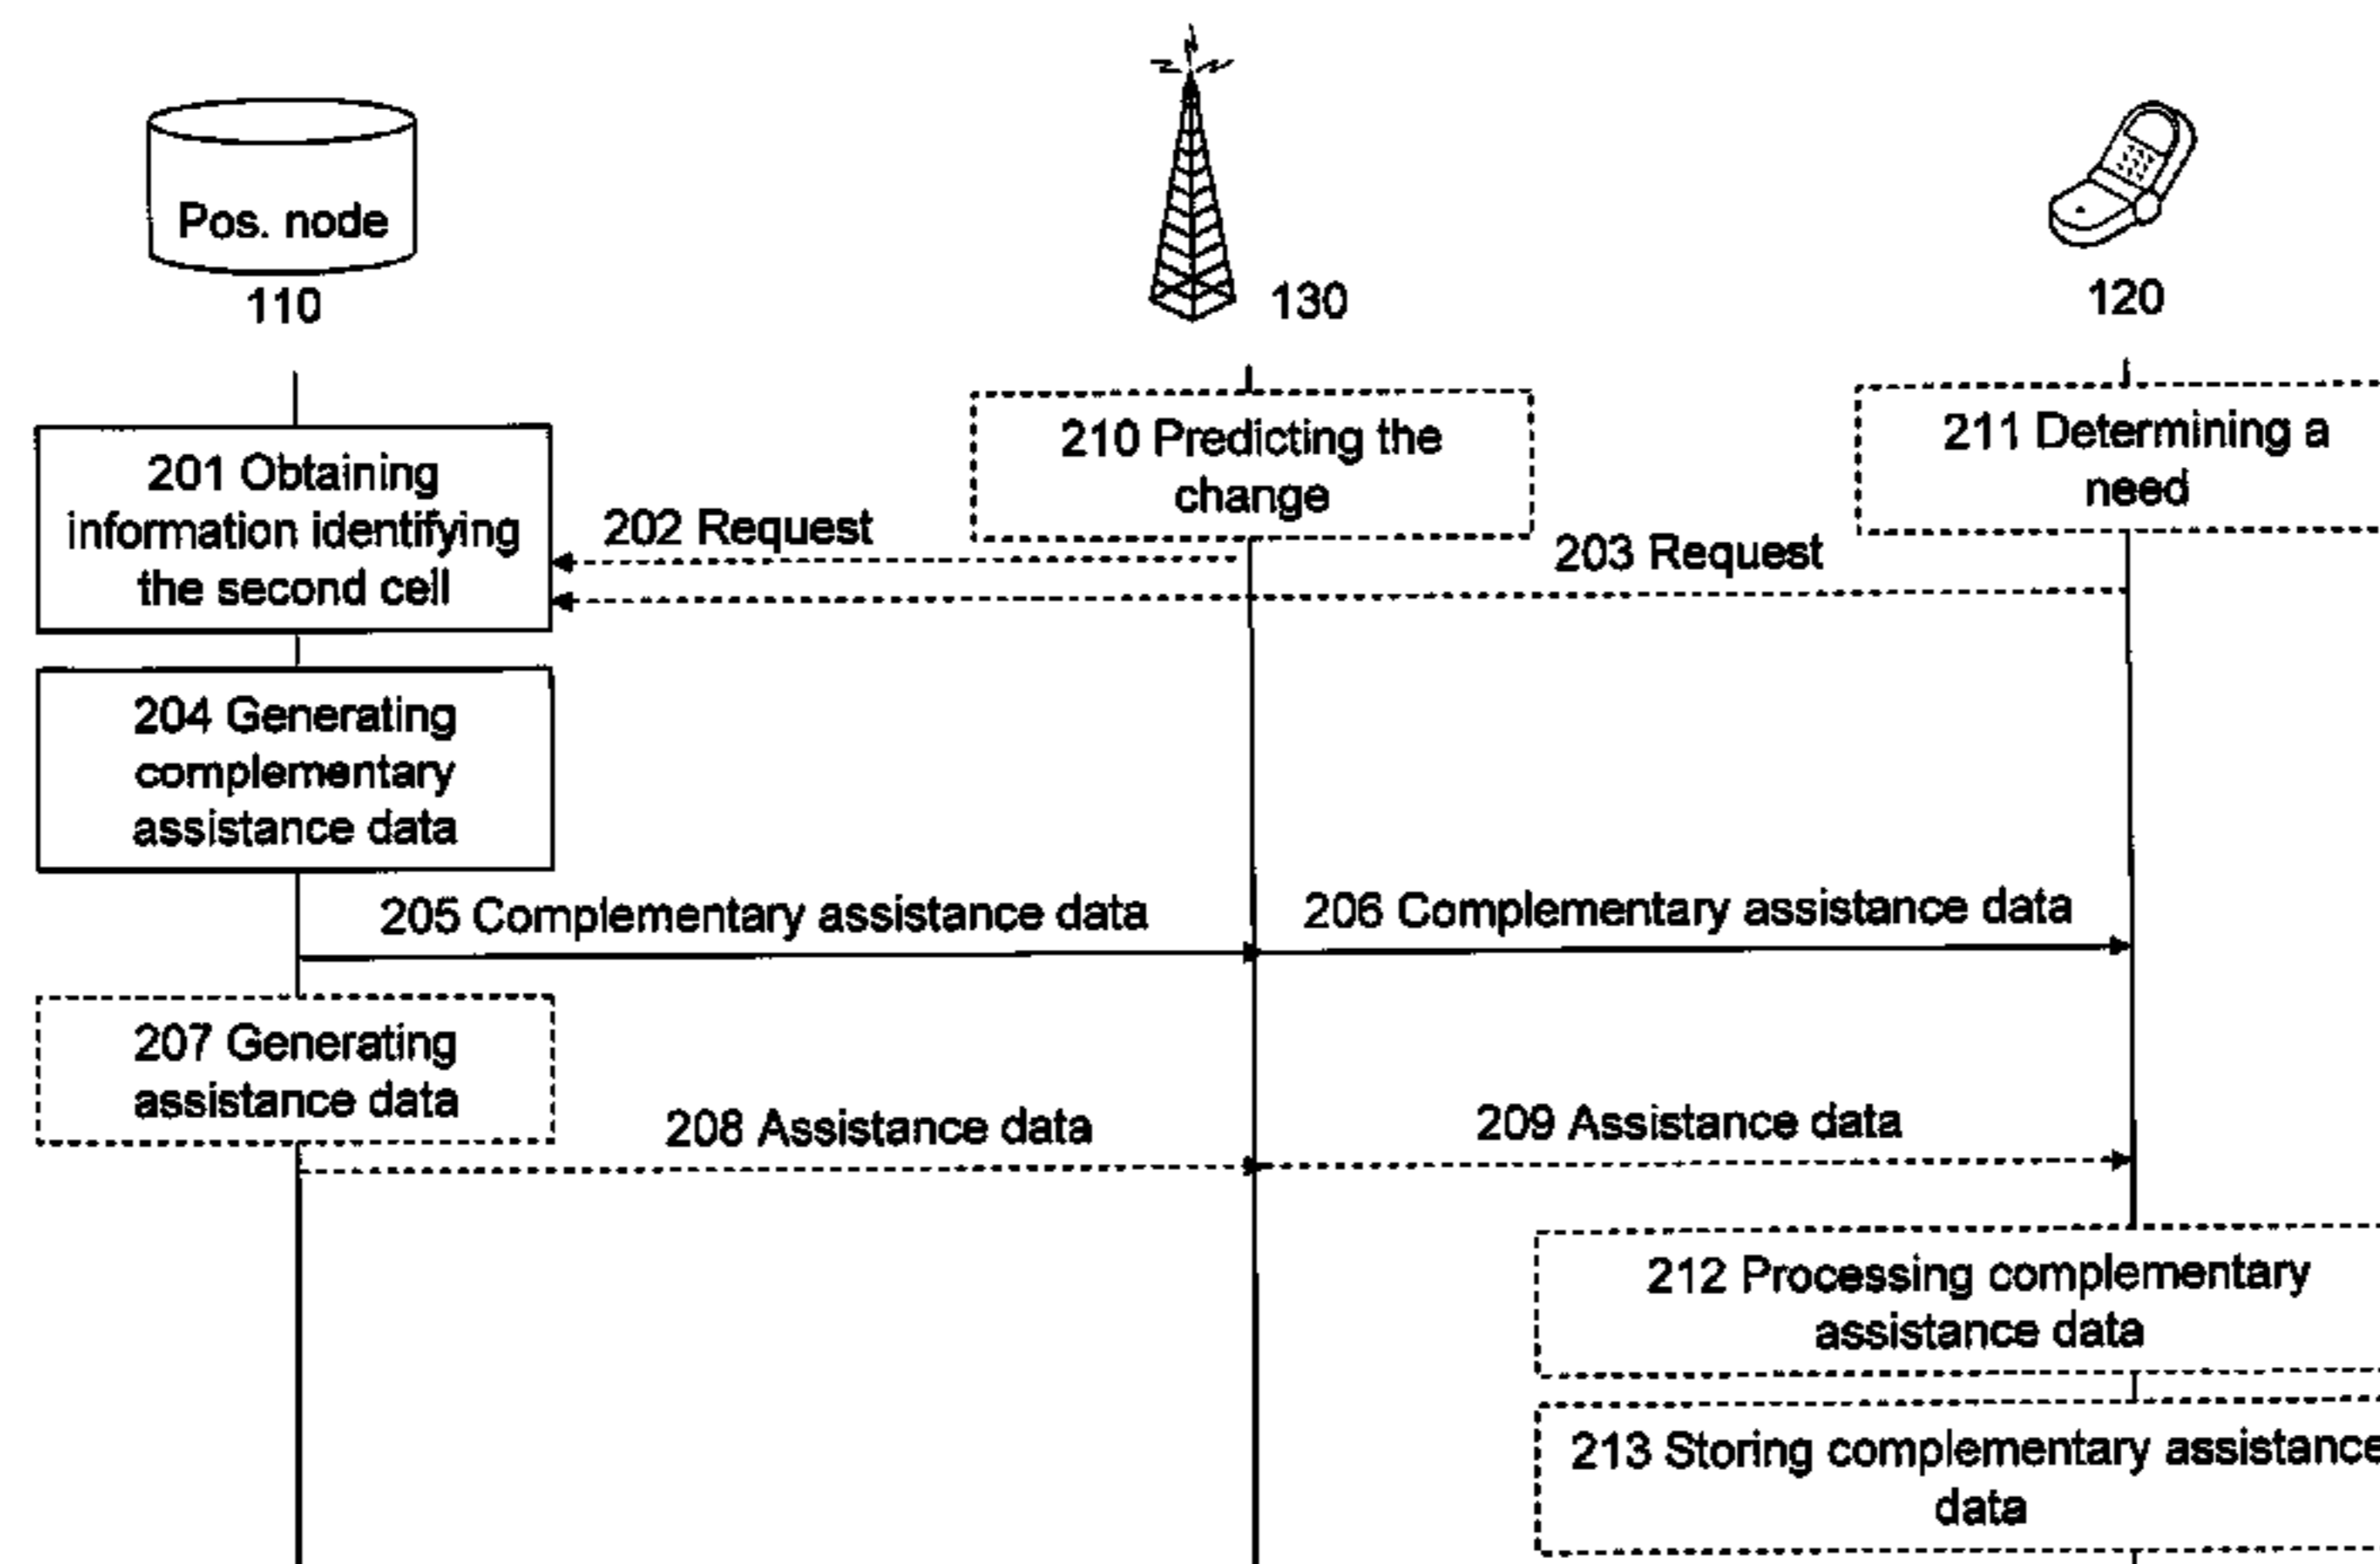 Pos. node
110
130
120
201 Obtaining
information identifying
the second cell
210 Predicting the
change
211 Determining a
need
202 Request
203 Request
204 Generating
complementary
assistance data
205 Complementary assistance data
206 Complementary assistance data
207 Generating
assistance data
208 Assistance data
209 Assistance data
212 Processing complementary
assistance data
213 Storing complementary assistance
data